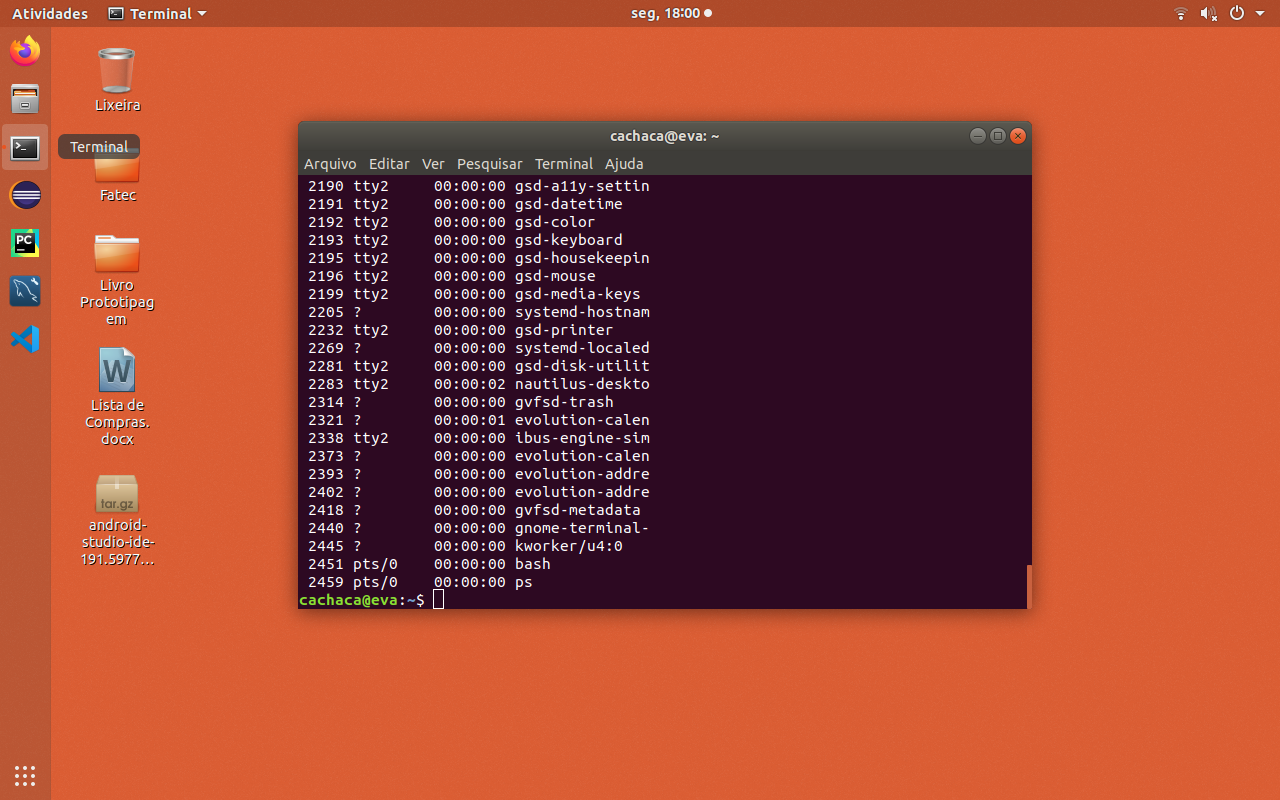 Atividades Terminal seg, 18:00
Lixeira
Terminal
Fatec
Livro
Prototipag
em
W
Lista de
Compras.
docx
tar.gz
android-
studio-ide-
191.5977...
PC
cachaca@eva: ~
Arquivo Editar Ver Pesquisar Terminal Ajuda
2190 tty2 00:00:00 gsd-a11y-settin
2191 tty2 00:00:00 gsd-datetime
2192 tty2 00:00:00 gsd-color
2193 tty2 00:00:00 gsd-keyboard
2195 tty2 00:00:00 gsd-housekeepin
2196 tty2 00:00:00 gsd-mouse
2199 tty2 00:00:00 gsd-media-keys
2205 ? 00:00:00 systemd-hostnam
2232 tty2 00:00:00 gsd-printer
2269 ? 00:00:00 systemd-localed
2281 tty2 00:00:00 gsd-disk-utilit
2283 tty2 00:00:02 nautilus-deskto
2314 ? 00:00:00 gvfsd-trash
2321 ? 00:00:01 evolution-calen
2338 tty2 00:00:00 ibus-engine-sim
2373 ? 00:00:00 evolution-calen
2393 ? 00:00:00 evolution-addre
2402 ? 00:00:00 evolution-addre
2418 ? 00:00:00 gvfsd-metadata
2440 ? 00:00:00 gnome-terminal-
2445 ? 00:00:00 kworker/u4:0
2451 pts/0 00:00:00 bash
2459 pts/0 00:00:00 ps
cachaca@eva:~$